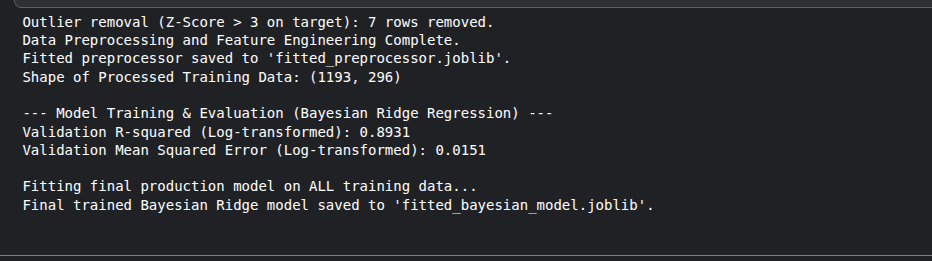 Outlier removal (Z-Score > 3 on target): 7 rows removed.
Data Preprocessing and Feature Engineering Complete.
Fitted preprocessor saved to 'fitted_preprocessor.joblib'.
Shape of Processed Training Data: (1193, 296)
--- Model Training & Evaluation (Bayesian Ridge Regression) ---
Validation R-squared (Log-transformed): 0.8931
Validation Mean Squared Error (Log-transformed): 0.0151
Fitting final production model on ALL training data...
Final trained Bayesian Ridge model saved to 'fitted_bayesian_model.joblib'.